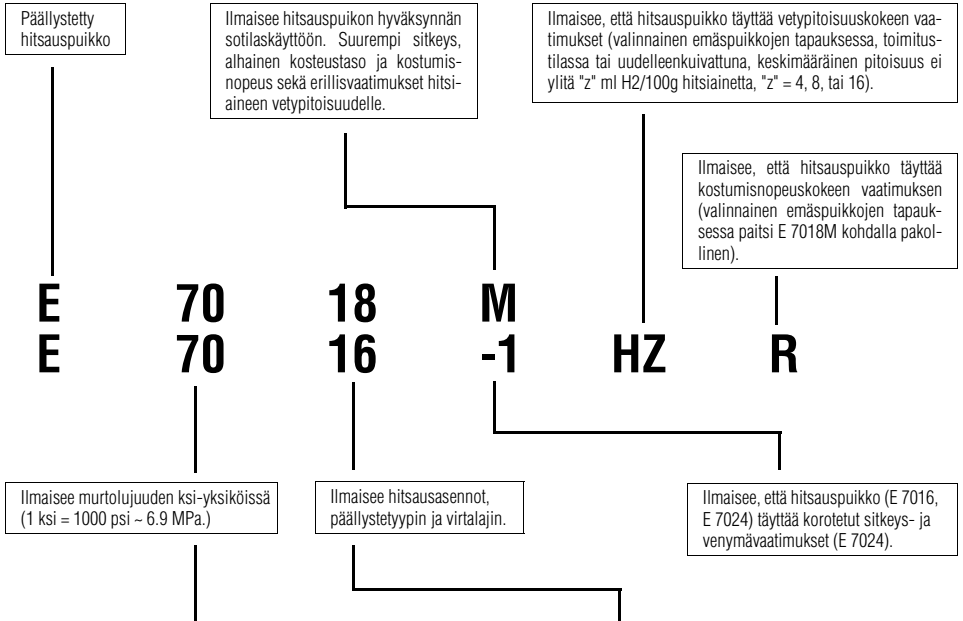 Päällystetty
hitsauspuikko
Ilmaisee hitsauspuikon hyväksynnän
sotilaskäyttöön. Suurempi sitkeys,
alhainen kosteustaso ja kostumis-
nopeus sekä erillisvaatimukset hitsi-
aineen vetypitoisuudelle.
Ilmaisee, että hitsauspuikko täyttää vetypitoisuuskokeen vaa-
timukset (valinnainen emäspuikkojen tapauksessa, toimitus-
tilassa tai uudelleenkuivattuna, keskimääräinen pitoisuus ei
ylitä "z" ml H2/100g hitsiainetta, "z" = 4, 8, tai 16).
Ilmaisee, että hitsauspuikko täyttää
kostumisnopeuskokeen vaatimuksen
(valinnainen emäspuikkojen tapauk-
sessa paitsi E 7018M kohdalla pakol-
linen).
E 70 18 M
E 70 16 -1 HZ R
Ilmaisee murtolujuuden ksi-yksiköissä
(1 ksi = 1000 psi ~ 6.9 MPa.)
Ilmaisee hitsausasennot,
päällystetyypin ja virtalajin.
Ilmaisee, että hitsauspuikko (E 7016,
E 7024) täyttää korotetut sitkeys- ja
venymävaatimukset (E 7024).